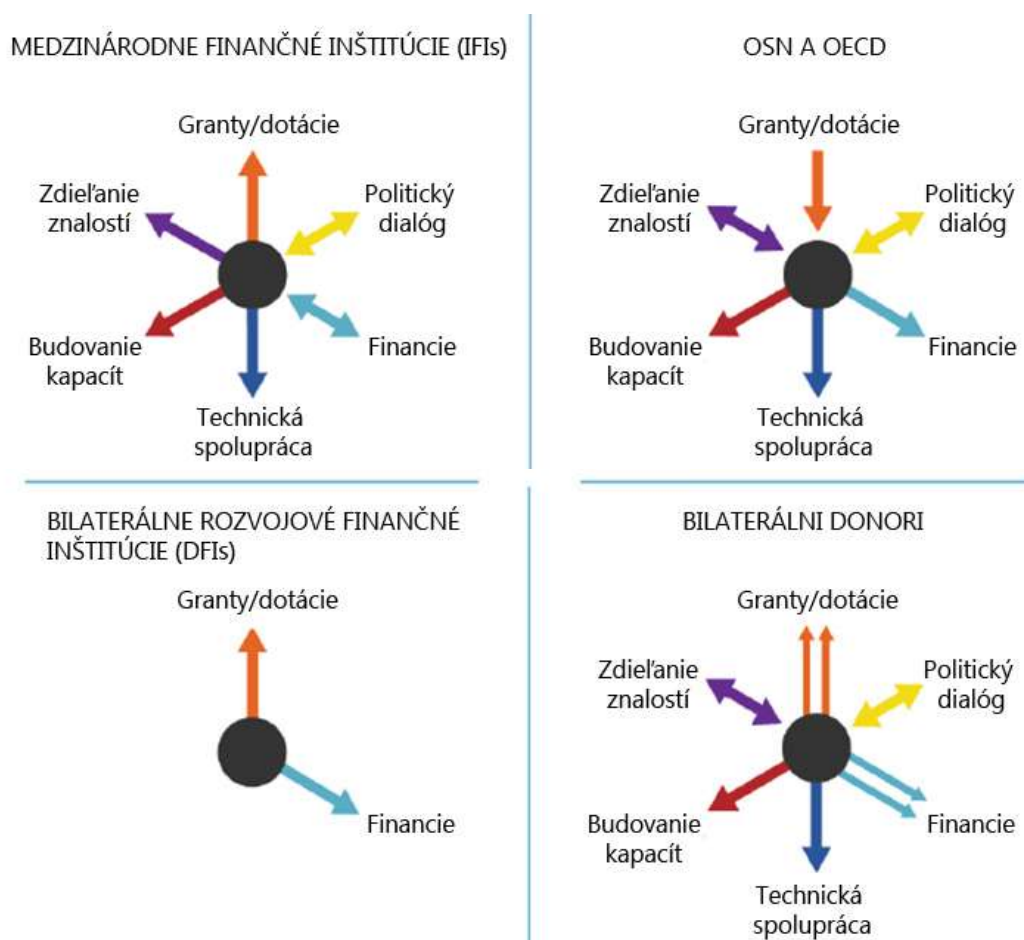 MEDZINÁRODNE FINANČNÉ INŠTITÚCIE (IFIs)
Granty/dotácie
Zdieľanie
znalostí
Politický
dialóg
Budovanie
kapacít
Financie
Technická
spolupráca
OSN A OECD
Granty/dotácie
Zdieľanie
znalostí
Politický
dialóg
Budovanie
kapacít
Financie
Technická
spolupráca
BILATERÁLNE ROZVOJOVÉ FINANČNÉ
INŠTITÚCIE (DFIs)
Granty/dotácie
Financie
BILATERÁLNI DONORI
Granty/dotácie
Zdieľanie
znalostí
Politický
dialóg
Budovanie
kapacít
Financie
Technická
spolupráca